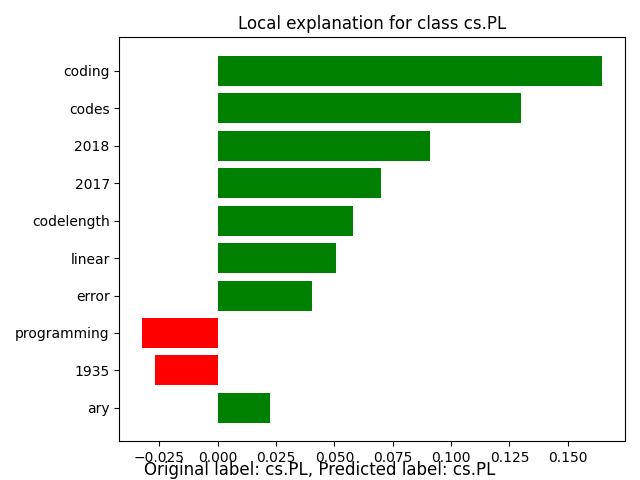 Local explanation for class cs.PL
coding
codes
2018
2017
codelength
linear
error
programming
1935
ary
−0.025 0.000 0.025 0.050 0.075 0.100 0.125 0.150
Original label: cs.PL, Predicted label: cs.PL